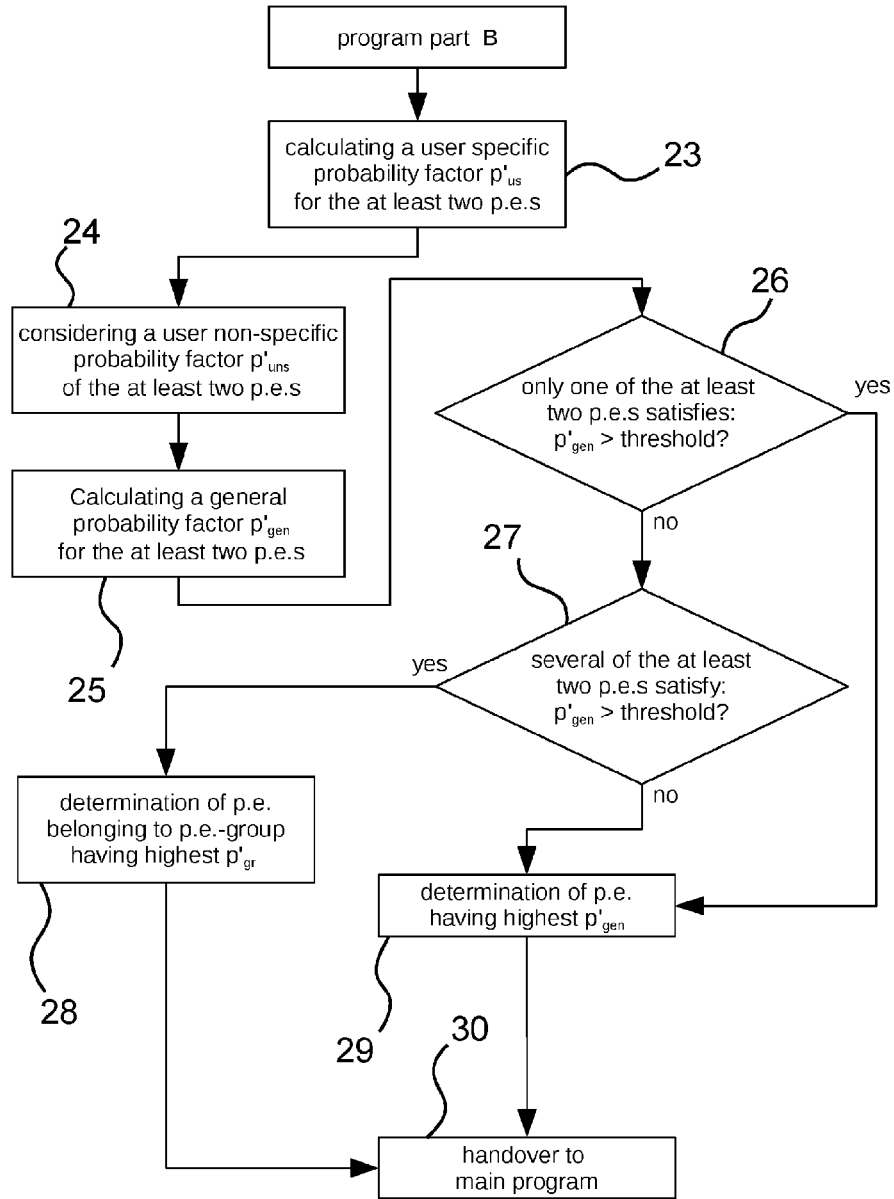 program part B
calculating a user specific
probability factor p'us
for the at least two p.e.s
23
24
considering a user non-specific
probability factor p'uns
of the at least two p.e.s
Calculating a general
probability factor p'gen
for the at least two p.e.s
25
26
only one of the at least
two p.e.s satisfies:
p'gen > threshold?
yes
no
27
several of the at least
two p.e.s satisfy:
p'gen > threshold?
yes
no
determination of p.e.
belonging to p.e.-group
having highest p'gr
28
determination of p.e.
having highest p'gen
29
30
handover to
main program